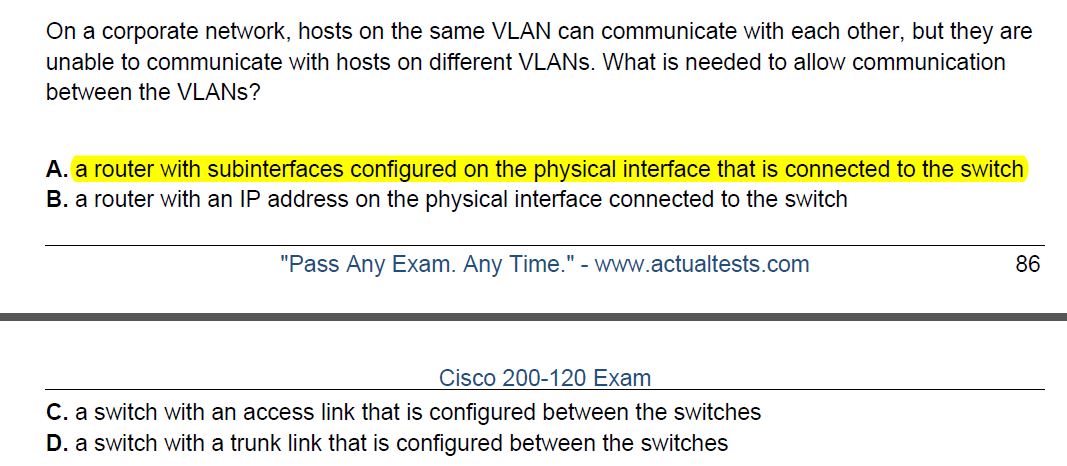 On a corporate network, hosts on the same VLAN can communicate with each other, but they are
unable to communicate with hosts on different VLANs. What is needed to allow communication
between the VLANs?
A. a router with subinterfaces configured on the physical interface that is connected to the switch
B. a router with an IP address on the physical interface connected to the switch
"Pass Any Exam. Any Time." - www.actualtests.com 86
Cisco 200-120 Exam
C. a switch with an access link that is configured between the switches
D. a switch with a trunk link that is configured between the switches